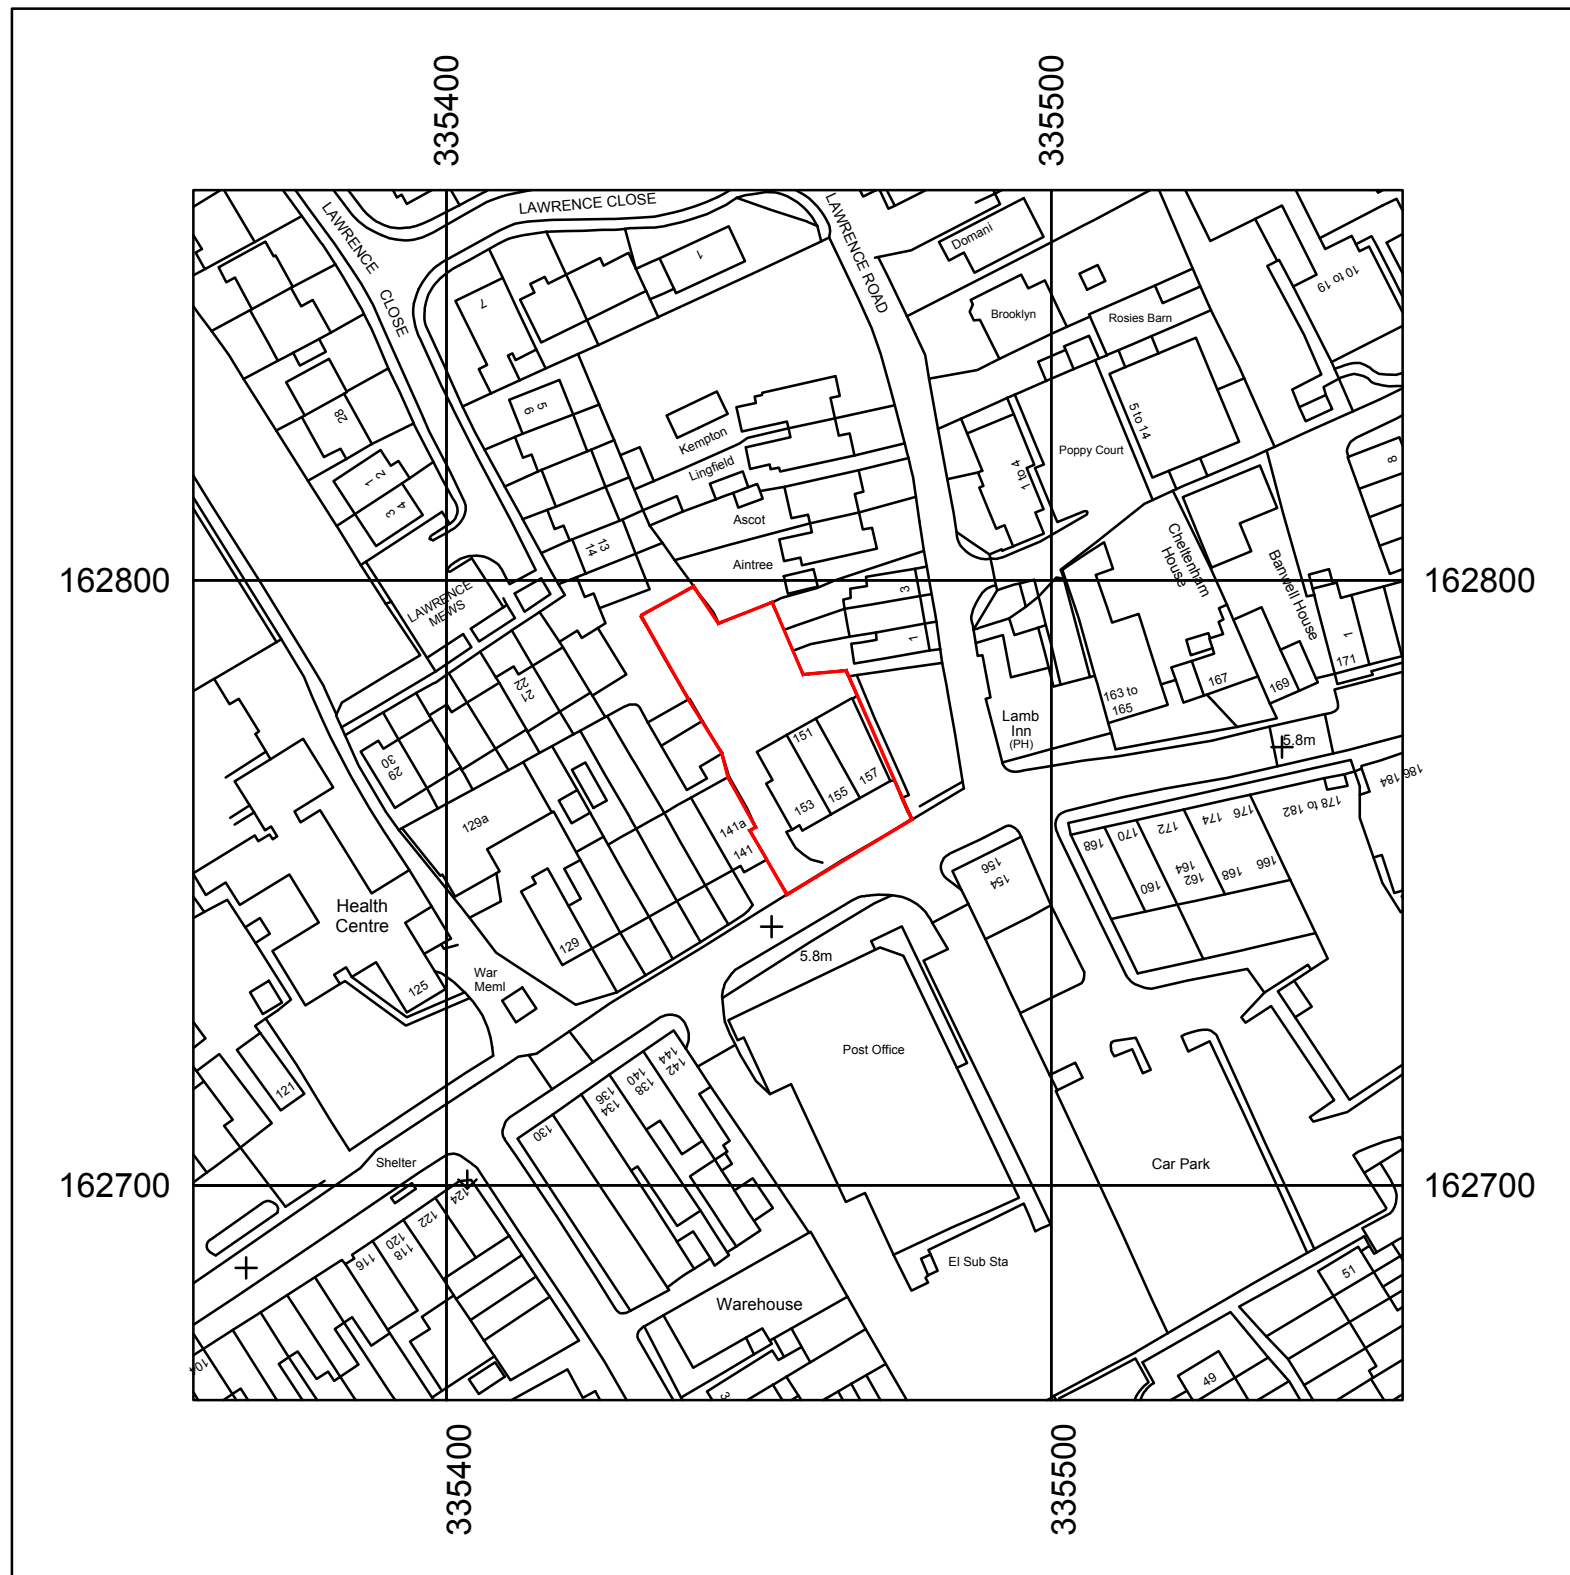 335400
335500
LAWRENCE CLOSE
LAWRENCE
CLOSE
LAWRENCE ROAD
Domani
10 to 19
1
7
Brooklyn
Rosies Barn
28
5
6
Kempton
5 to 14
Lingfield
Poppy Court
1 to 4
8
2
1
4
3
Ascot
13
14
Aintree
Cheltenham
House
Banwell House
162800
162800
LAWRENCE
MEWS
3
1
1
171
21
22
163 to
165
167
169
Lamb
Inn
(PH)
5.8m
29
30
151
153
155
157
186
184
178 to 182
176
174
172
170
168
129a
141a
141
156
154
160
164
162
168
166
Health
Centre
129
5.8m
War
Meml
125
Post Office
121
144
142
140
138
136
134
130
Shelter
Car Park
162700
162700
124
122
120
118
116
El Sub Sta
51
Warehouse
104
49
3
335400
335500